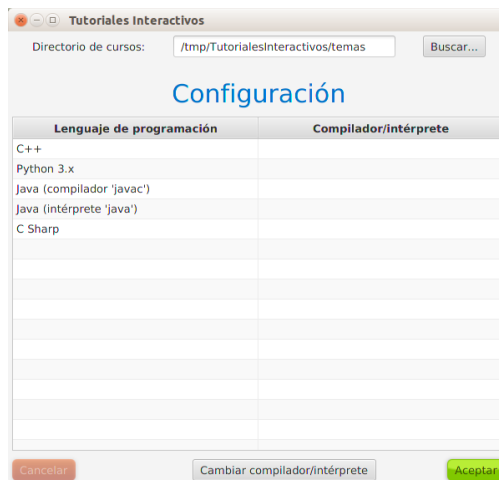 Tutoriales Interactivos
Directorio de cursos: /tmp/TutorialesInteractivos/temas Buscar...
Configuración
Lenguaje de programación Compilador/intérprete
C++
Python 3.x
Java (compilador 'javac')
Java (intérprete 'java')
C Sharp
Cancelar Cambiar compilador/intérprete Aceptar